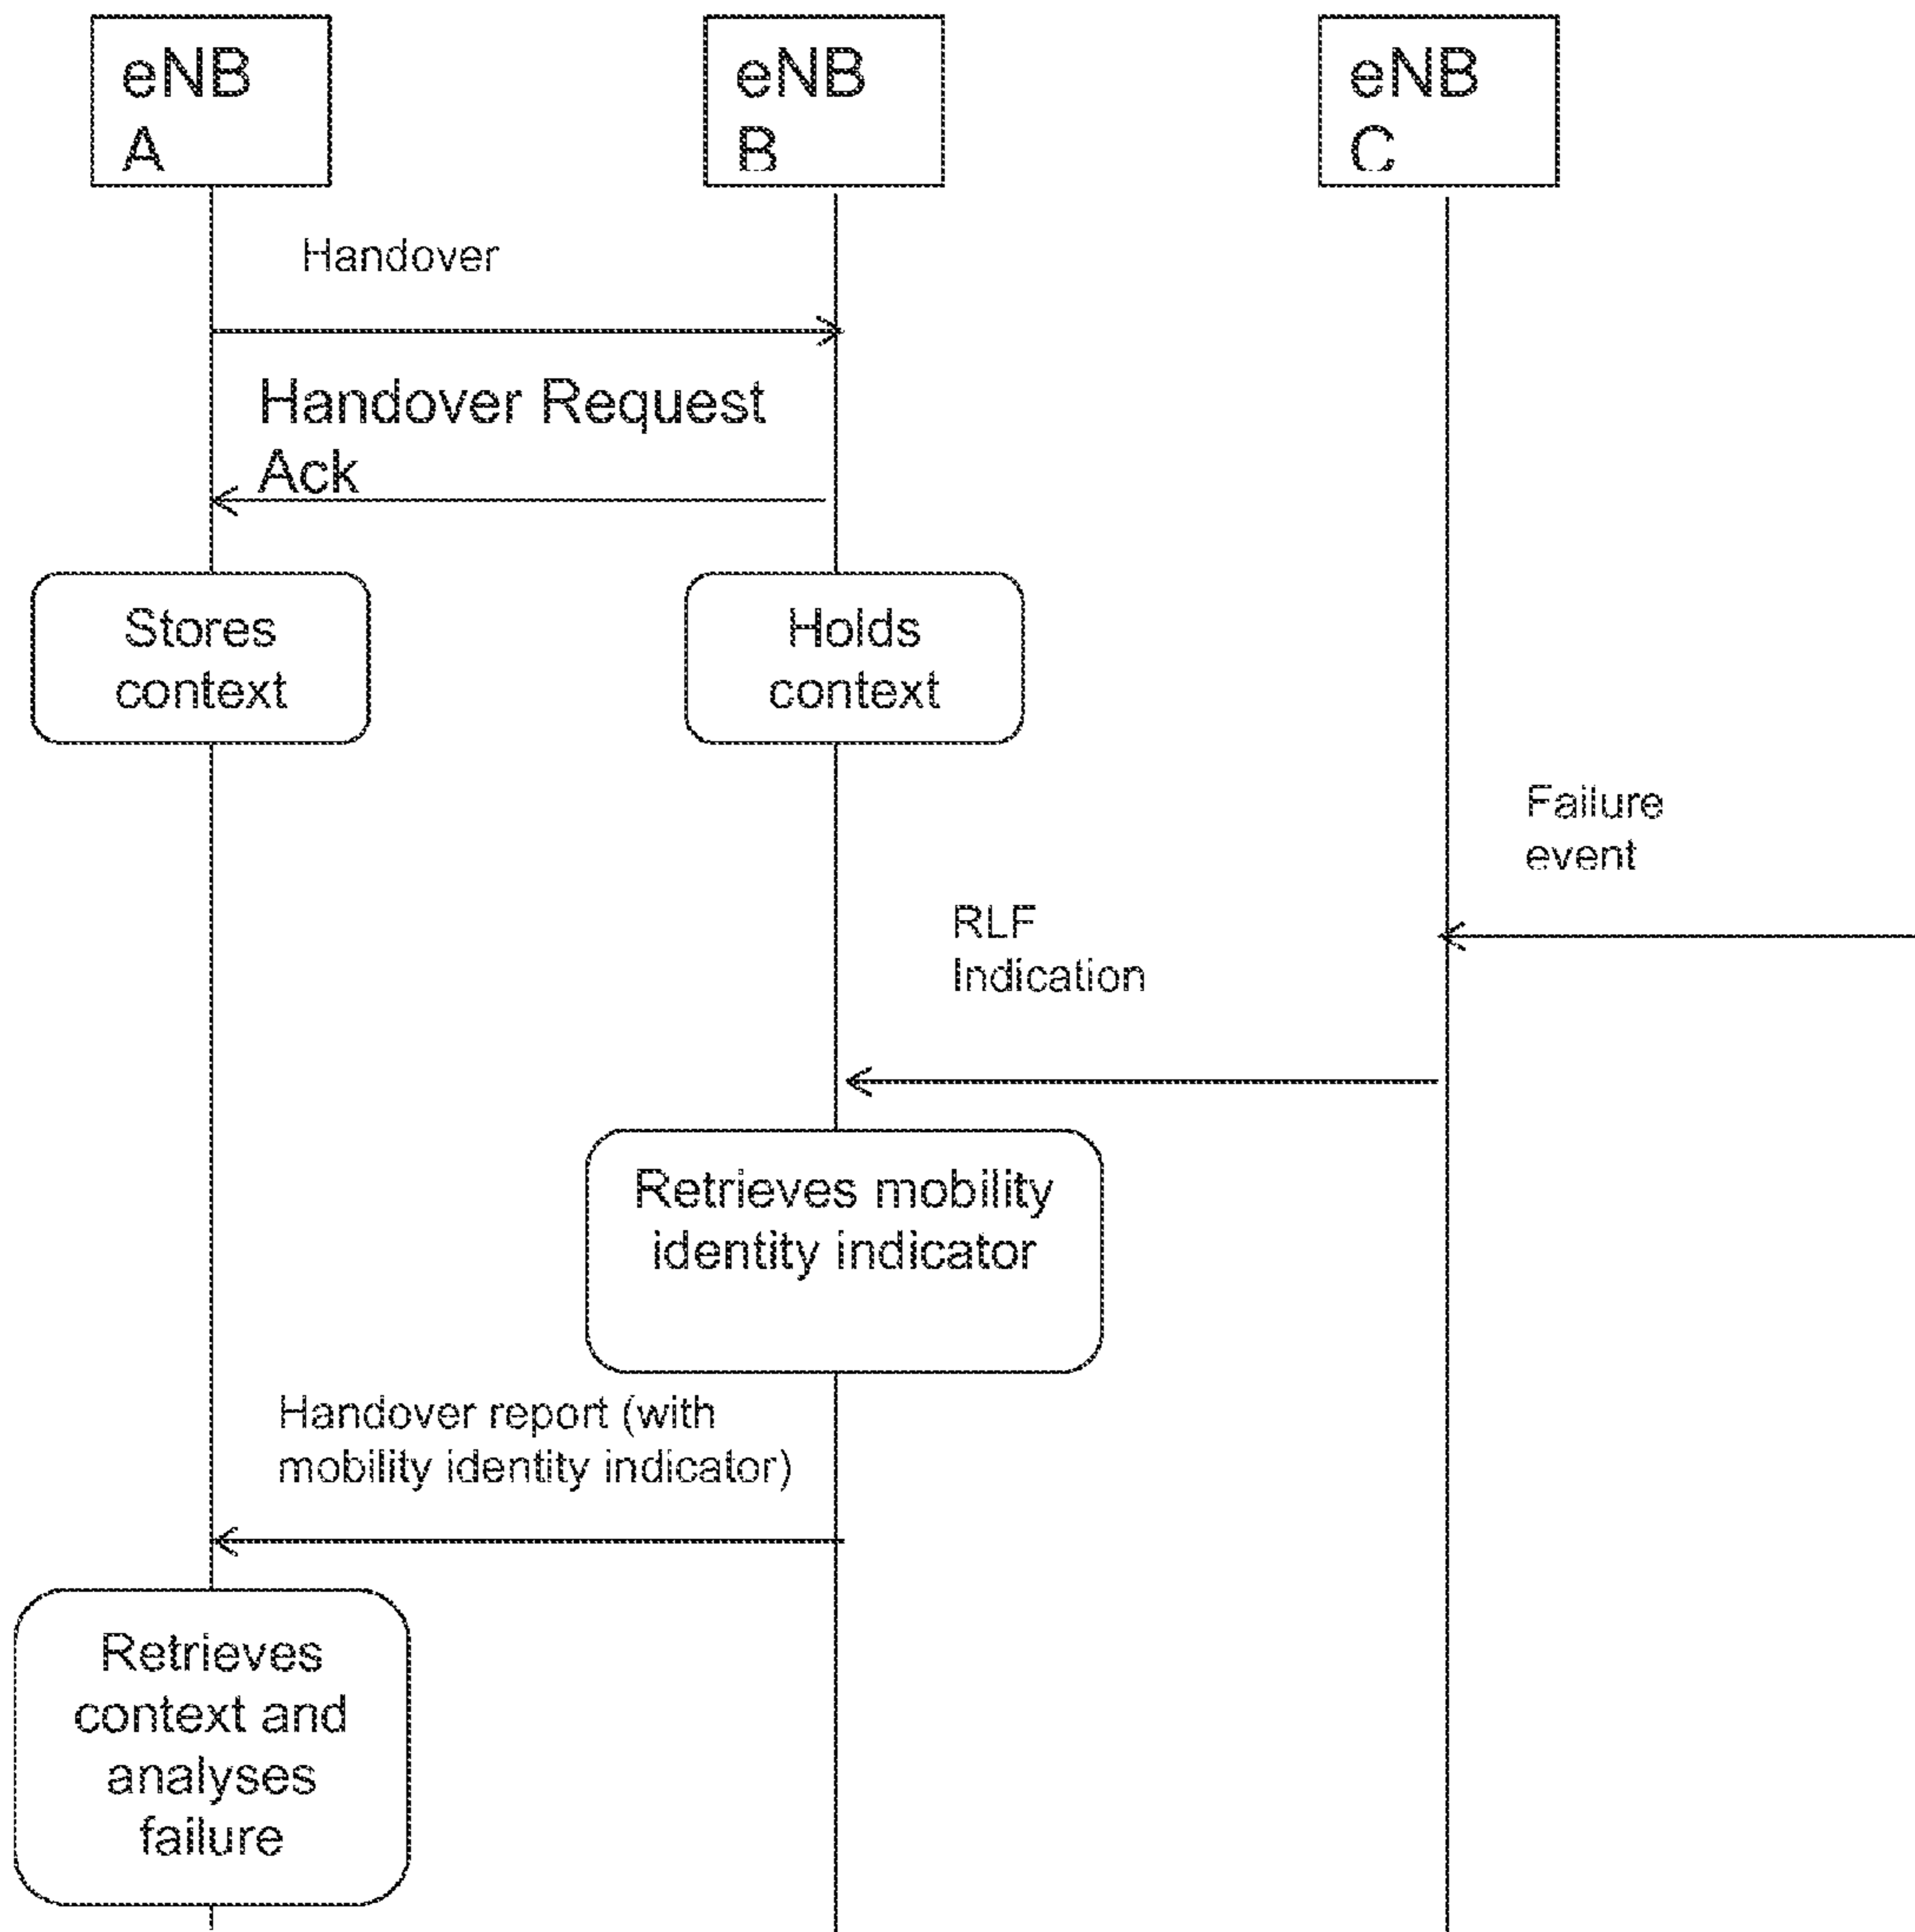 eNB
A
eNB
B
eNB
C
Handover
Handover Request
Ack
Stores
context
Holds
context
Failure
event
RLF
Indication
Retrieves mobility
identity indicator
Handover report (with
mobility identity indicator)
Retrieves
context and
analyses
failure